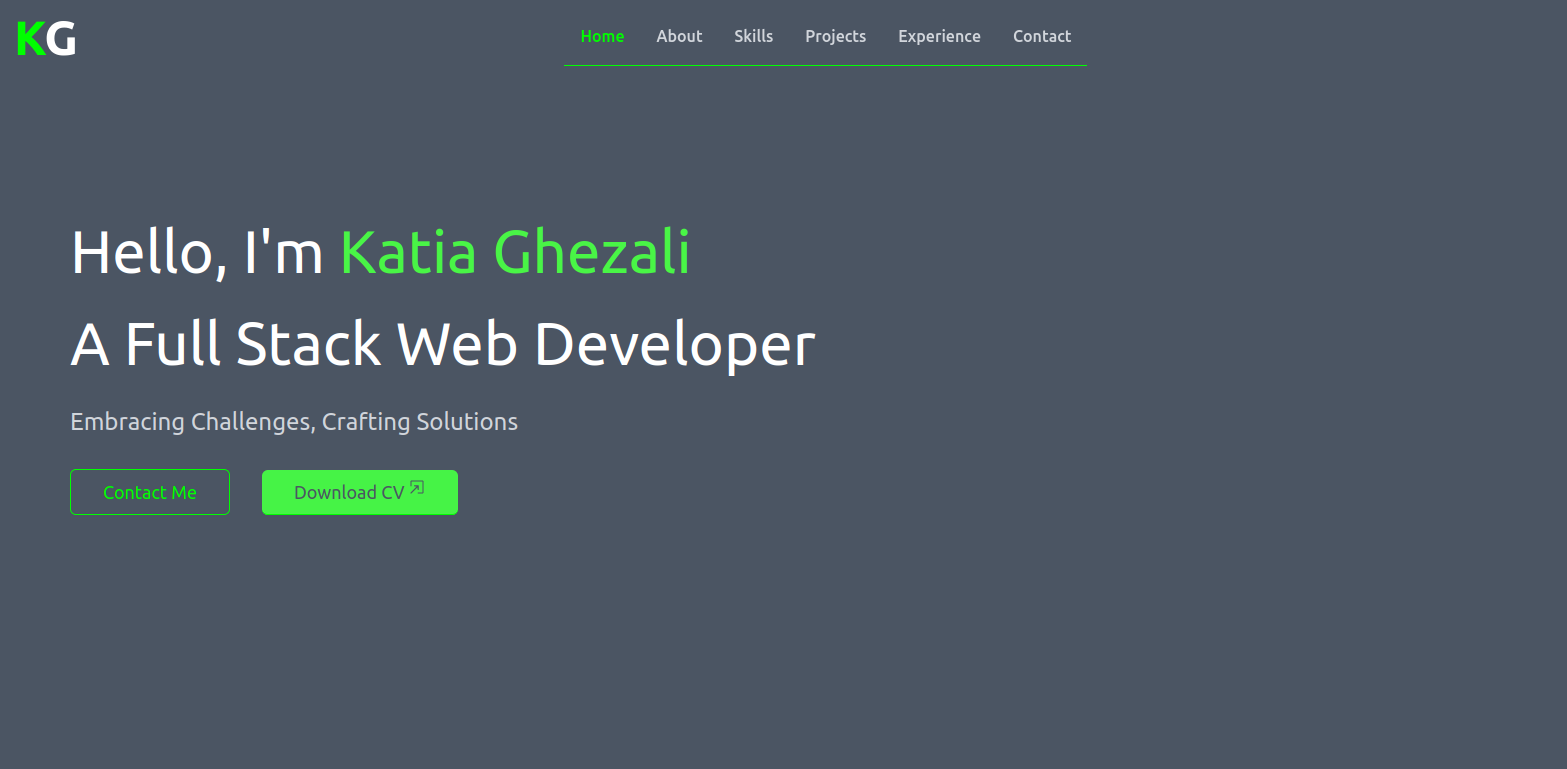 KG
Home About Skills Projects Experience Contact
Hello, I'm Katia Ghezali
A Full Stack Web Developer
Embracing Challenges, Crafting Solutions
Contact Me Download CV